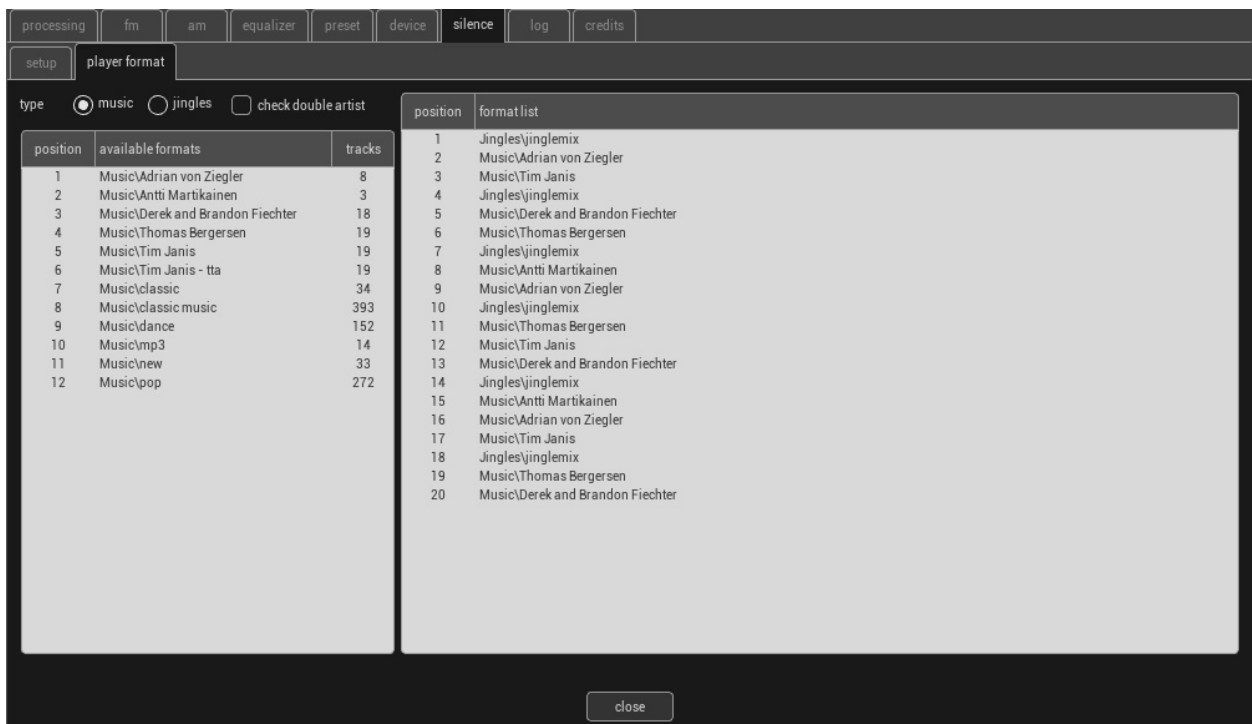 processing fm am equalizer preset device silence log credits
setup player format
type music jingles check double artist
position available formats tracks
1 Music\Adrian von Ziegler 8
2 Music\Antti Martikainen 3
3 Music\Derek and Brandon Fiechter 18
4 Music\Thomas Bergersen 19
5 Music\Tim Janis 19
6 Music\Tim Janis - tta 19
7 Music\classic 34
8 Music\classic music 393
9 Music\dance 152
10 Music\mp3 14
11 Music\new 33
12 Music\pop 272
position format list
1 Jingles\jinglemix
2 Music\Adrian von Ziegler
3 Music\Tim Janis
4 Jingles\jinglemix
5 Music\Derek and Brandon Fiechter
6 Music\Thomas Bergersen
7 Jingles\jinglemix
8 Music\Antti Martikainen
9 Music\Adrian von Ziegler
10 Jingles\jinglemix
11 Music\Thomas Bergersen
12 Music\Tim Janis
13 Music\Derek and Brandon Fiechter
14 Jingles\jinglemix
15 Music\Antti Martikainen
16 Music\Adrian von Ziegler
17 Music\Tim Janis
18 Jingles\jinglemix
19 Music\Thomas Bergersen
20 Music\Derek and Brandon Fiechter
close